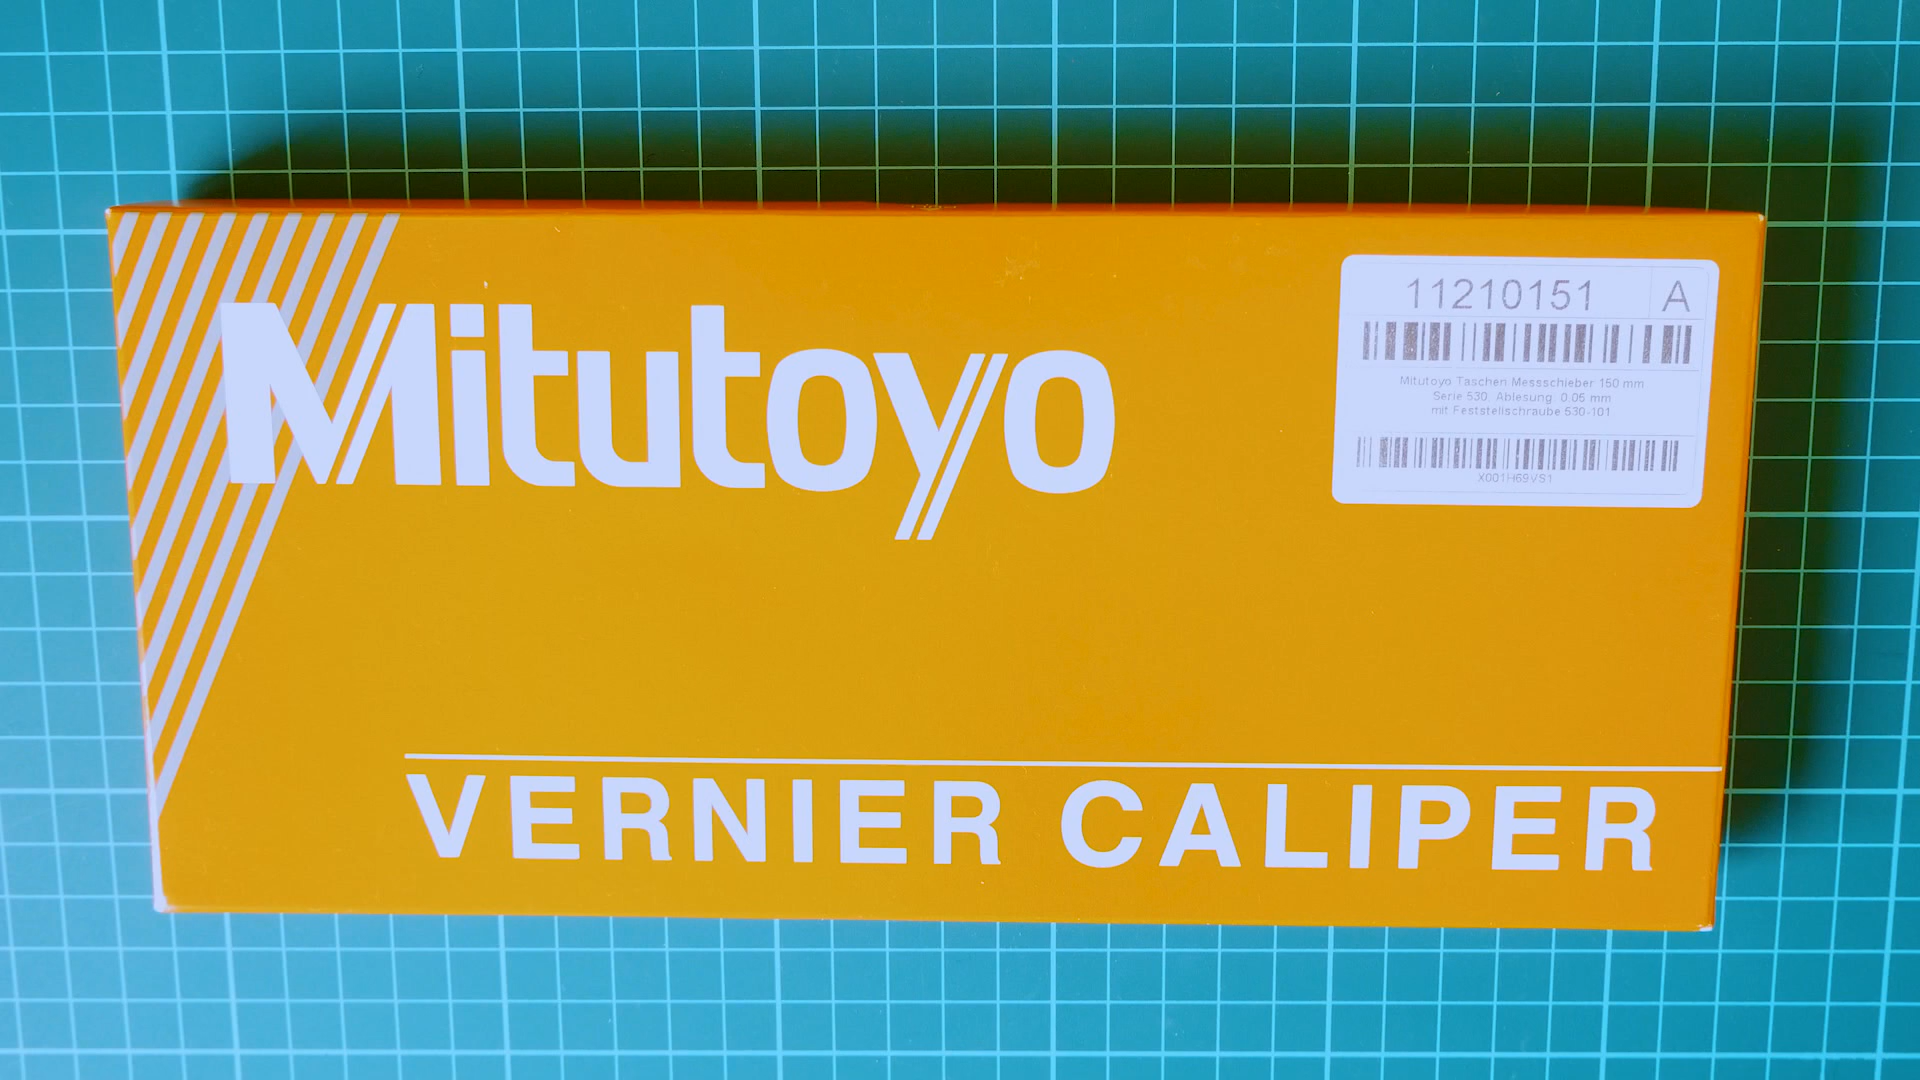 Mitutoyo
11210151 A
Mitutoyo Taschen Messschieber 150 mm
Serie 530, Ablesung: 0.05 mm
mit Feststellschraube 530-101
X001H69VS1
VERNIER CALIPER